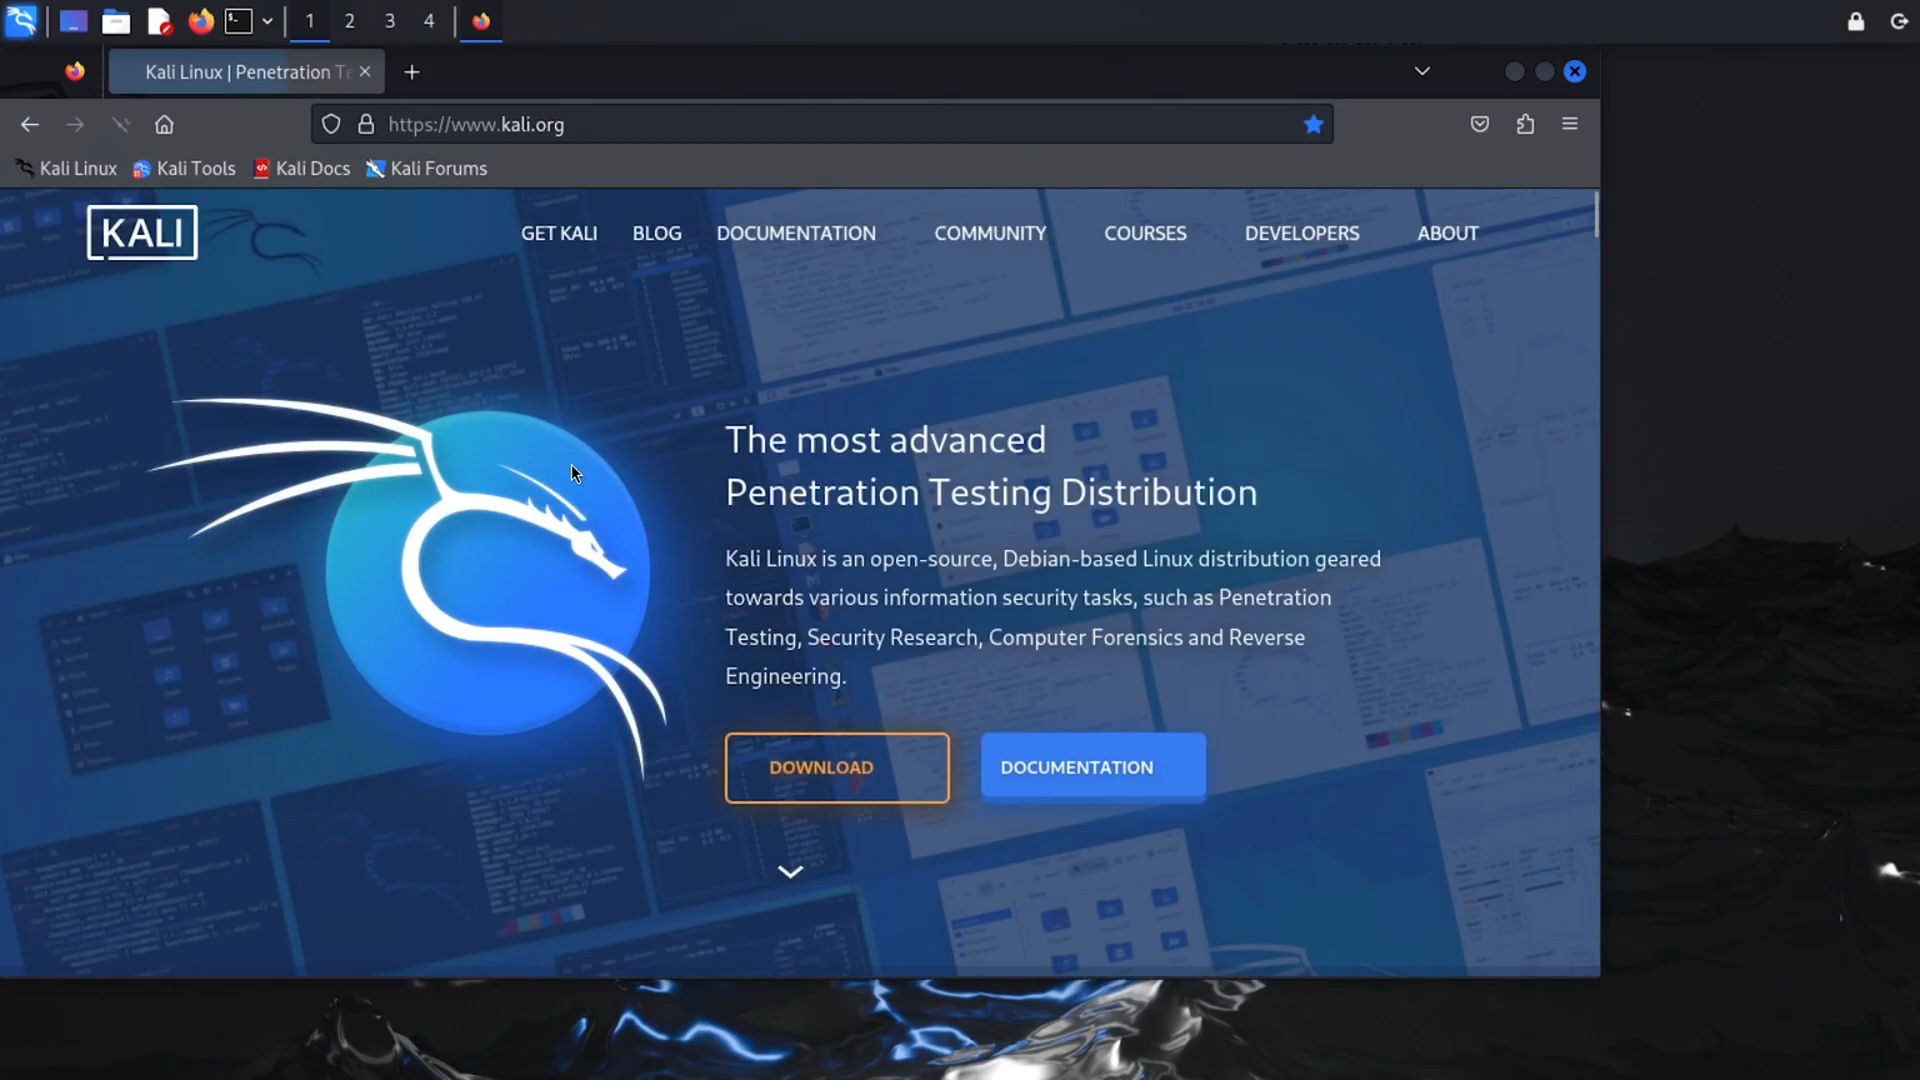 1 2 3 4
Kali Linux | Penetration Te
https://www.kali.org
Kali Linux Kali Tools Kali Docs Kali Forums
KALI GET KALI BLOG DOCUMENTATION COMMUNITY COURSES DEVELOPERS ABOUT
The most advanced
Penetration Testing Distribution
Kali Linux is an open-source, Debian-based Linux distribution geared
towards various information security tasks, such as Penetration
Testing, Security Research, Computer Forensics and Reverse
Engineering.
DOWNLOAD DOCUMENTATION